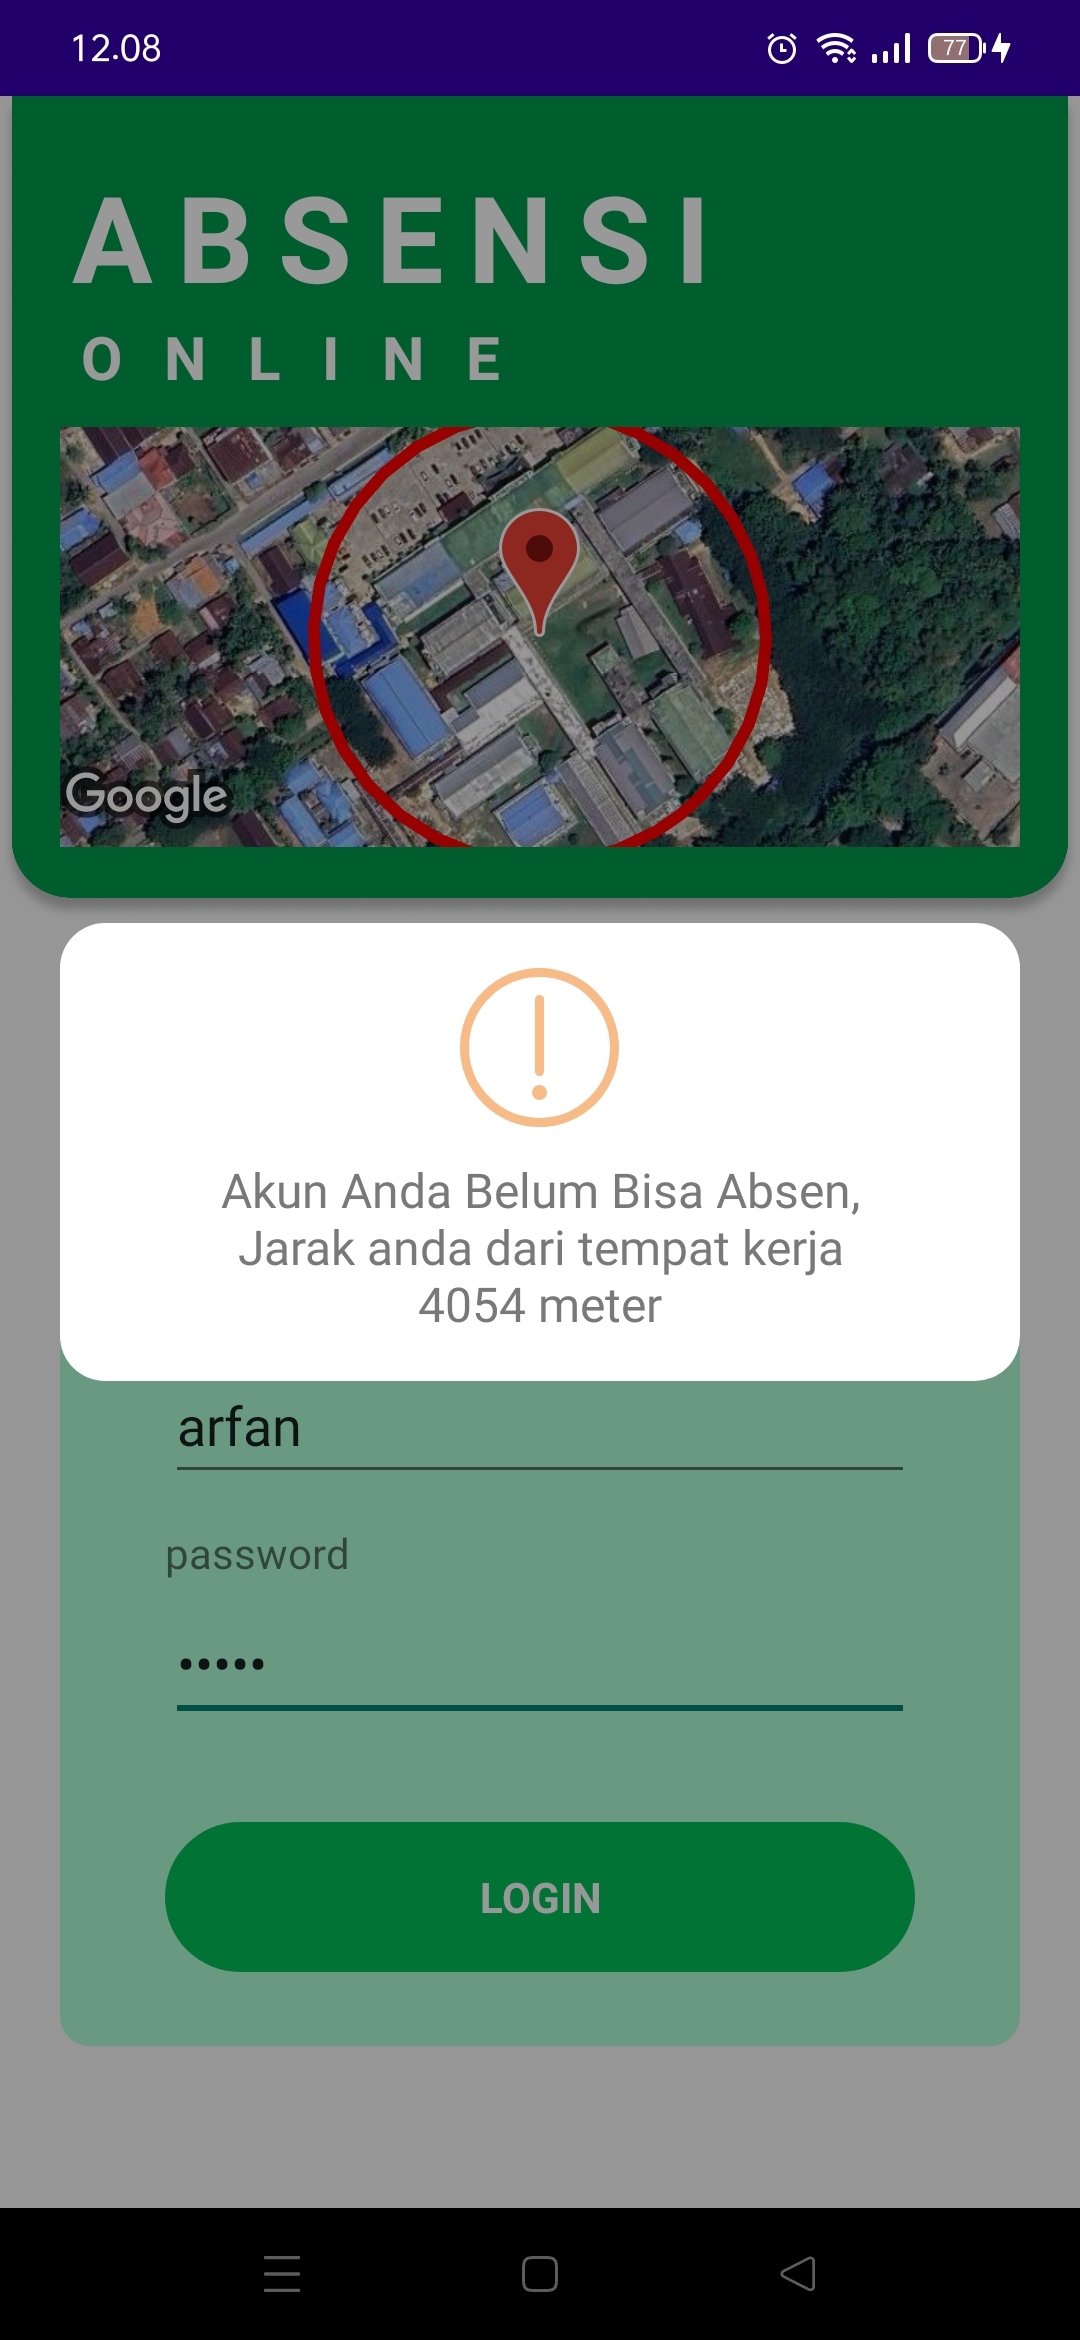 12.08
77
ABSENSI
ONLINE
Google
Akun Anda Belum Bisa Absen,
Jarak anda dari tempat kerja
4054 meter
arfan
password
•••••
LOGIN